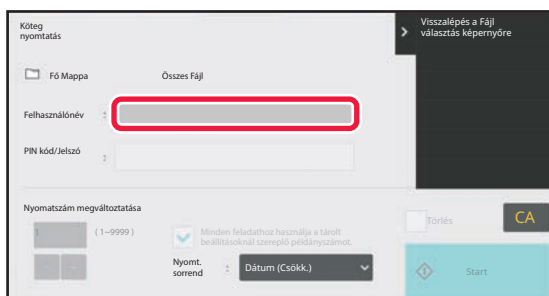 Köteg
nyomtatás
Visszalépés a Fájl
választás képernyőre
Fő Mappa
Összes Fájl
Felhasználónév :
PIN kód/Jelszó :
Nyomatszám megváltoztatása
1
( 1~9999 )
Minden feladathoz használja a tárolt
beállításoknál szereplő példányszámot.
Nyomt.
sorrend : Dátum (Csökk.)
Törlés
CA
Start